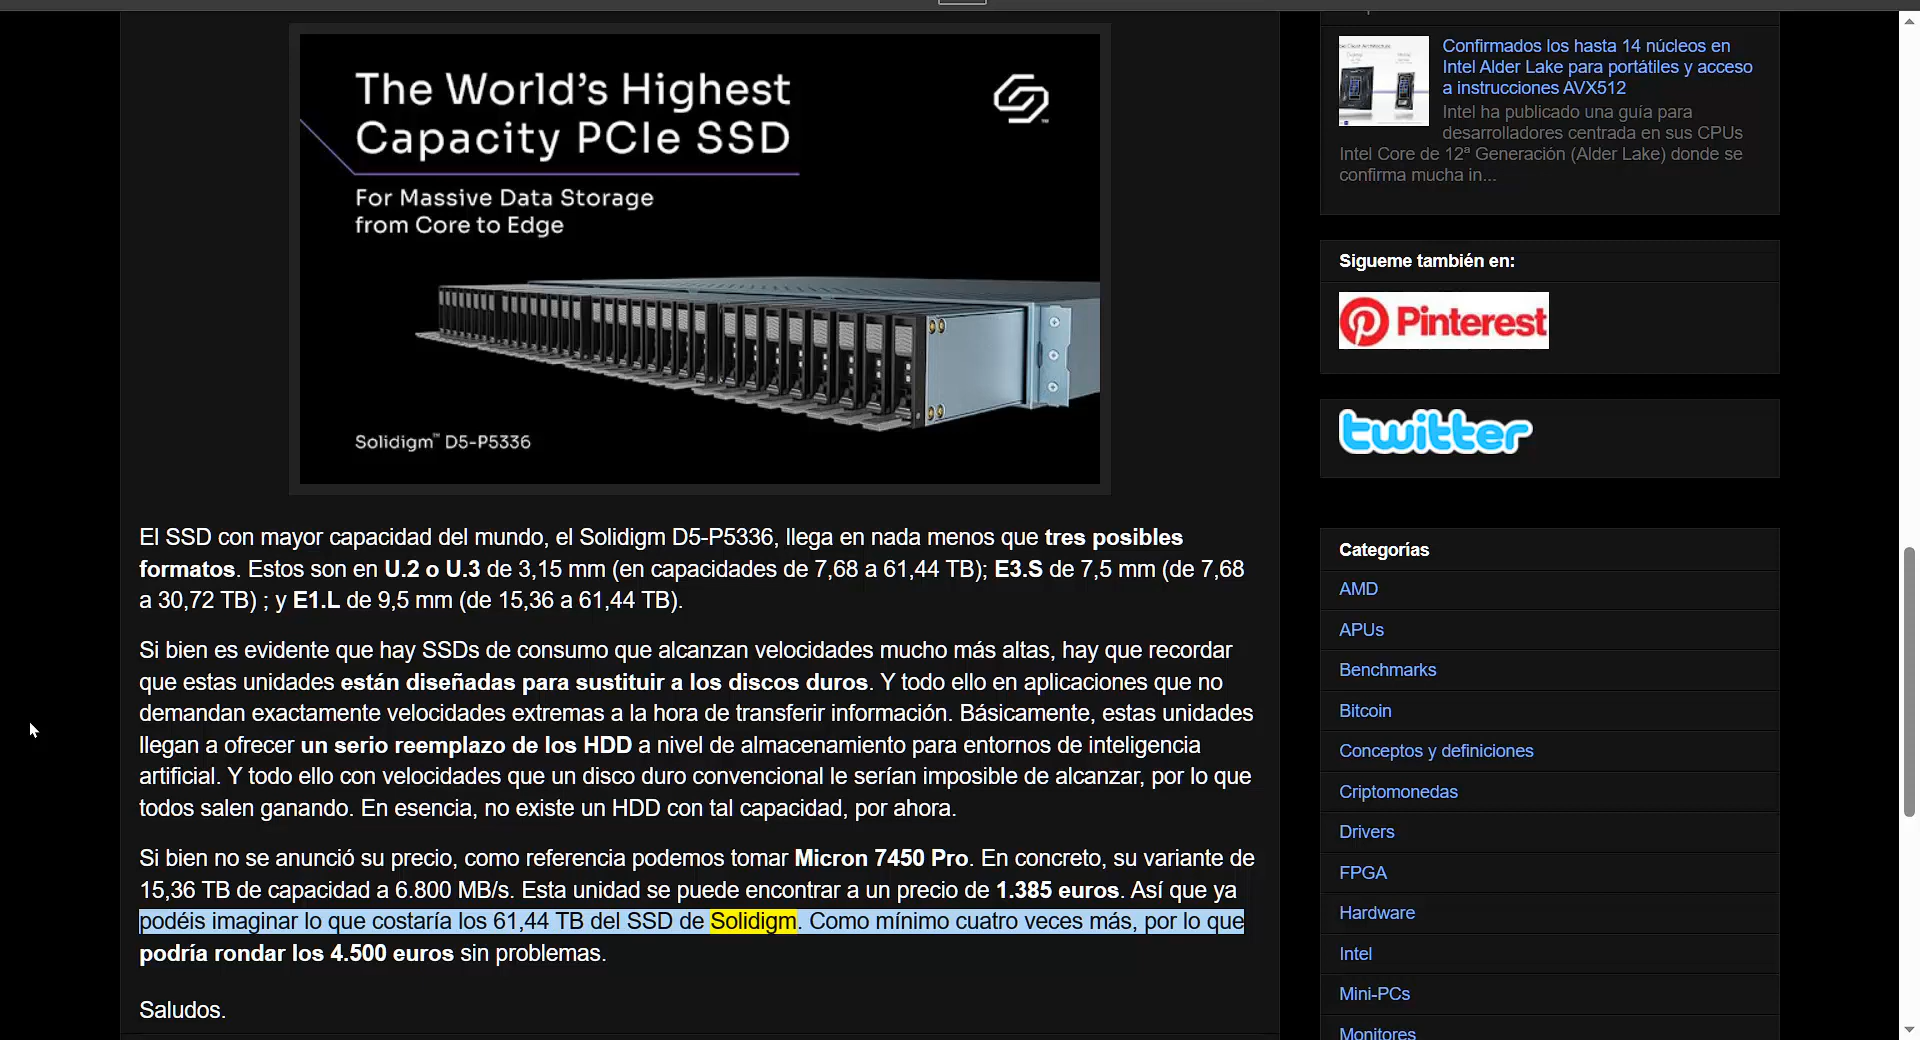 The World's Highest
Capacity PCIe SSD
For Massive Data Storage
from Core to Edge
Solidigm™ D5-P5336
El SSD con mayor capacidad del mundo, el Solidigm D5-P5336, llega en nada menos que tres posibles
formatos. Estos son en U.2 o U.3 de 3,15 mm (en capacidades de 7,68 a 61,44 TB); E3.S de 7,5 mm (de 7,68
a 30,72 TB) ; y E1.L de 9,5 mm (de 15,36 a 61,44 TB).
Si bien es evidente que hay SSDs de consumo que alcanzan velocidades mucho más altas, hay que recordar
que estas unidades están diseñadas para sustituir a los discos duros. Y todo ello en aplicaciones que no
demandan exactamente velocidades extremas a la hora de transferir información. Básicamente, estas unidades
llegan a ofrecer un serio reemplazo de los HDD a nivel de almacenamiento para entornos de inteligencia
artificial. Y todo ello con velocidades que un disco duro convencional le serían imposible de alcanzar, por lo que
todos salen ganando. En esencia, no existe un HDD con tal capacidad, por ahora.
Si bien no se anunció su precio, como referencia podemos tomar Micron 7450 Pro. En concreto, su variante de
15,36 TB de capacidad a 6.800 MB/s. Esta unidad se puede encontrar a un precio de 1.385 euros. Así que ya
podéis imaginar lo que costaría los 61,44 TB del SSD de Solidigm. Como mínimo cuatro veces más, por lo que
podría rondar los 4.500 euros sin problemas.
Saludos.
Confirmados los hasta 14 núcleos en
Intel Alder Lake para portátiles y acceso
a instrucciones AVX512
Intel ha publicado una guía para
desarrolladores centrada en sus CPUs
Intel Core de 12ª Generación (Alder Lake) donde se
confirma mucha in...
Sigueme también en:
Pinterest
twitter
Categorías
AMD
APUs
Benchmarks
Bitcoin
Conceptos y definiciones
Criptomonedas
Drivers
FPGA
Hardware
Intel
Mini-PCs
Monitores